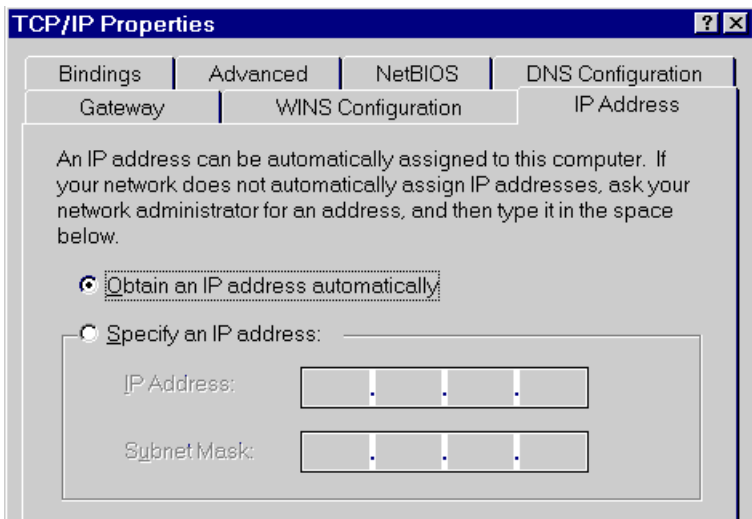 TCP/IP Properties
Bindings Advanced NetBIOS DNS Configuration
Gateway WINS Configuration IP Address
An IP address can be automatically assigned to this computer. If
your network does not automatically assign IP addresses, ask your
network administrator for an address, and then type it in the space
below.
Obtain an IP address automatically
Specify an IP address:
IP Address:
Subnet Mask: